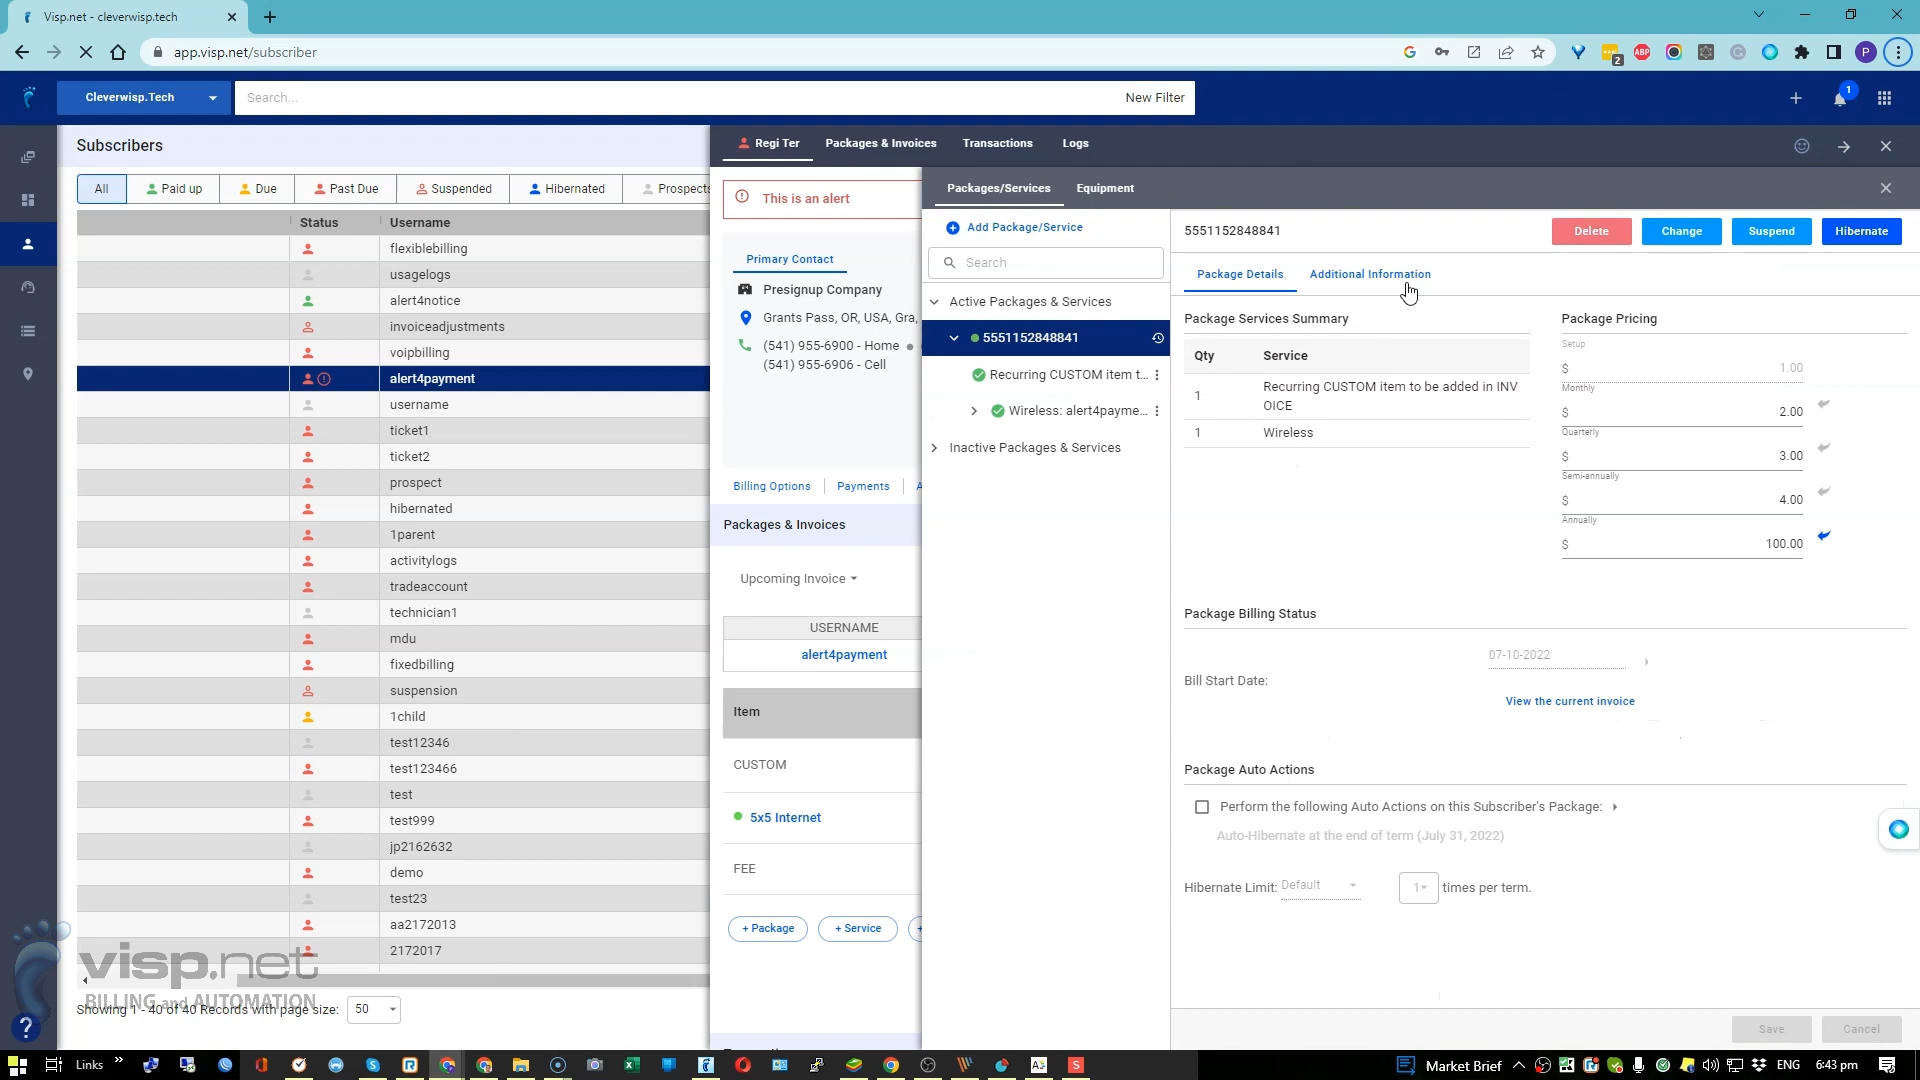 Visp.net - cleverwisp.tech
app.visp.net/subscriber
2
ABP
P
Cleverwisp.Tech
Search...
New Filter
1
Subscribers
All
Paid up
Due
Past Due
Suspended
Hibernated
Prospects
Status
Username
flexiblebilling
usagelogs
alert4notice
invoiceadjustments
voipbilling
alert4payment
username
ticket1
ticket2
prospect
hibernated
1parent
activitylogs
tradeaccount
technician1
mdu
fixedbilling
suspension
1child
test12346
test123466
test
test999
jp2162632
demo
test23
aa2172013
2172017
visp.net
BILLING and AUTOMATION
Showing 1 - 40 of 40 Records with page size:
50
?
Regi Ter
Packages & Invoices
Transactions
Logs
This is an alert
Primary Contact
Presignup Company
Grants Pass, OR, USA, Gra,
(541) 955-6900 - Home
(541) 955-6906 - Cell
Billing Options
Payments
A
Packages & Invoices
Upcoming Invoice
USERNAME
alert4payment
Item
CUSTOM
5x5 Internet
FEE
+ Package
+ Service
+
Packages/Services
Equipment
Add Package/Service
Search
Active Packages & Services
5551152848841
Recurring CUSTOM item t...
Wireless: alert4payme...
Inactive Packages & Services
5551152848841
Delete
Change
Suspend
Hibernate
Package Details
Additional Information
Package Services Summary
Qty
Service
1
Recurring CUSTOM item to be added in INV
OICE
1
Wireless
Package Pricing
Setup
$
1.00
Monthly
$
2.00
Quarterly
$
3.00
Semi-annually
$
4.00
Annually
$
100.00
Package Billing Status
07-10-2022
Bill Start Date:
View the current invoice
Package Auto Actions
Perform the following Auto Actions on this Subscriber's Package:
Auto-Hibernate at the end of term (July 31, 2022)
Hibernate Limit:
Default
1
times per term.
Save
Cancel
Links
Market Brief
ENG
6:43 pm